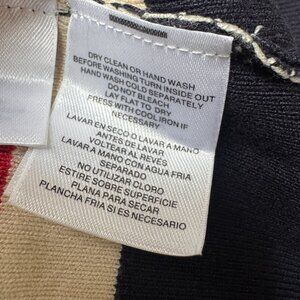 DRY CLEAN OR HAND WASH
BEFORE WASHING TURN INSIDE OUT
HAND WASH COLD SEPARATELY
DO NOT BLEACH
LAY FLAT TO DRY
PRESS WITH COOL IRON IF
NECESSARY
LAVAR EN SECO O LAVAR A MANO
ANTES DE LAVAR
VOLTEAR AL REVES
LAVAR A MANO CON AGUA FRIA
SEPARADO
NO UTILIZAR CLORO
ESTIRE SOBRE SUPERFICIE
PLANA PARA SECAR
PLANCHA FRIA SI ES NECESARIO